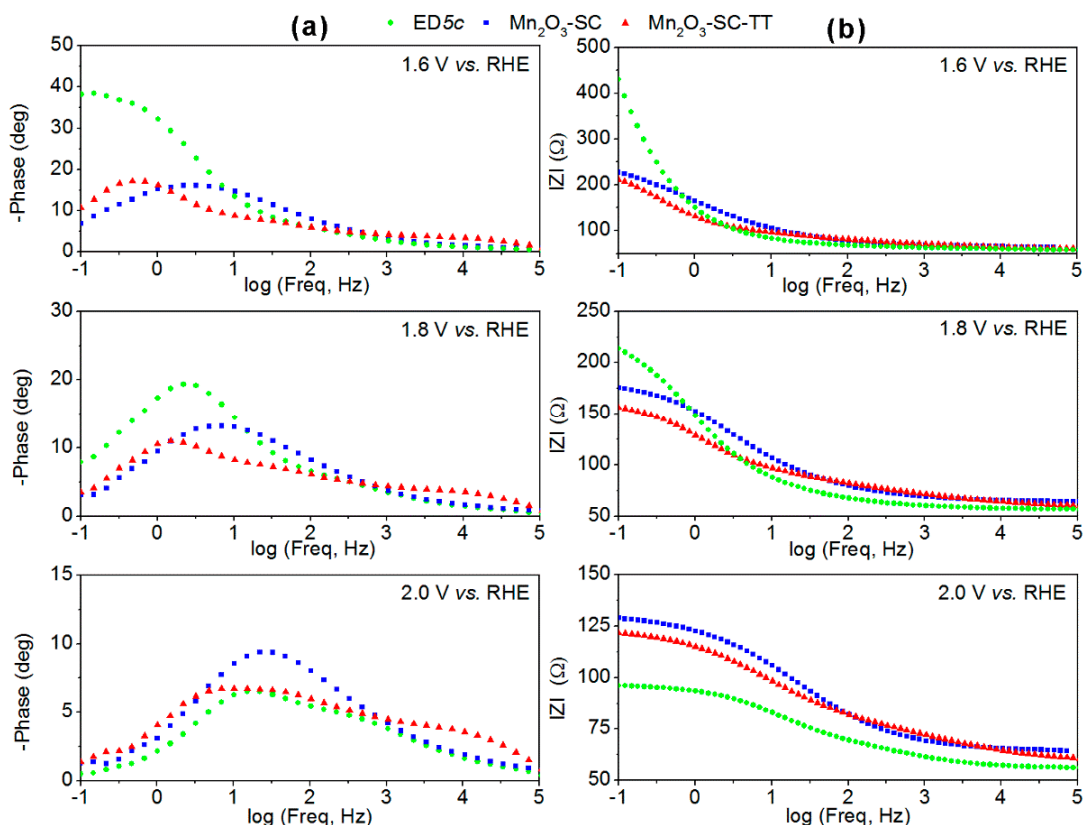 (a) ED5c Mn₂O₃-SC Mn₂O₃-SC-TT (b)
50
40
30
20
10
0
-Phase (deg)
1.6 V vs. RHE
-1 0 1 2 3 4 5
log (Freq, Hz)
500
400
300
200
100
IZI (Ω)
1.6 V vs. RHE
-1 0 1 2 3 4 5
log (Freq, Hz)
30
20
10
0
-Phase (deg)
1.8 V vs. RHE
-1 0 1 2 3 4 5
log (Freq, Hz)
250
200
150
100
50
IZI (Ω)
1.8 V vs. RHE
-1 0 1 2 3 4 5
log (Freq, Hz)
15
10
5
0
-Phase (deg)
2.0 V vs. RHE
-1 0 1 2 3 4 5
log (Freq, Hz)
150
125
100
75
50
IZI (Ω)
2.0 V vs. RHE
-1 0 1 2 3 4 5
log (Freq, Hz)